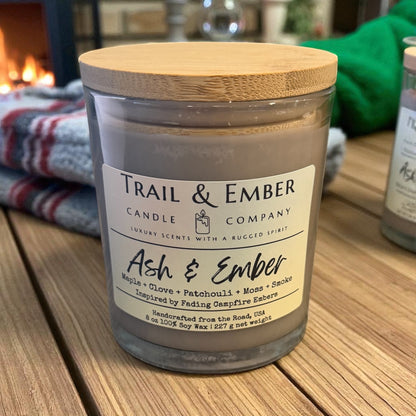 TRAIL & EMBER
CANDLE COMPANY
LUXURY SCENTS WITH A RUGGED SPIRIT
Ash & Ember
Maple + Clove + Patchouli + Moss + Smoke
Inspired by Fading Campfire Embers
Handcrafted from the Road, USA
8 oz 100% Soy Wax | 227 g net weight